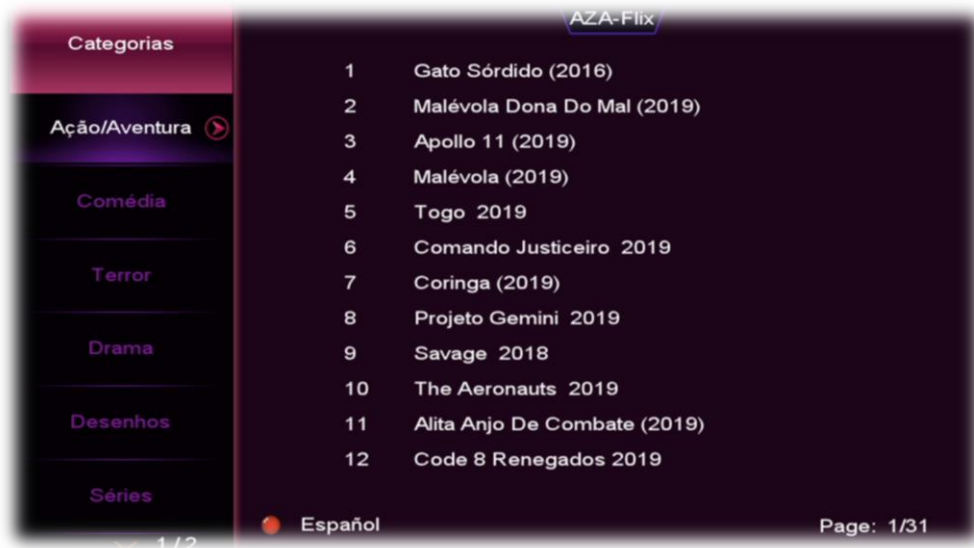 AZA-Flix
Categorias
Ação/Aventura
Comédia
Terror
Drama
Desenhos
Séries
1/2
1 Gato Sórdido (2016)
2 Malévola Dona Do Mal (2019)
3 Apollo 11 (2019)
4 Malévola (2019)
5 Togo 2019
6 Comando Justiceiro 2019
7 Coringa (2019)
8 Projeto Gemini 2019
9 Savage 2018
10 The Aeronauts 2019
11 Alita Anjo De Combate (2019)
12 Code 8 Renegados 2019
Español
Page: 1/31